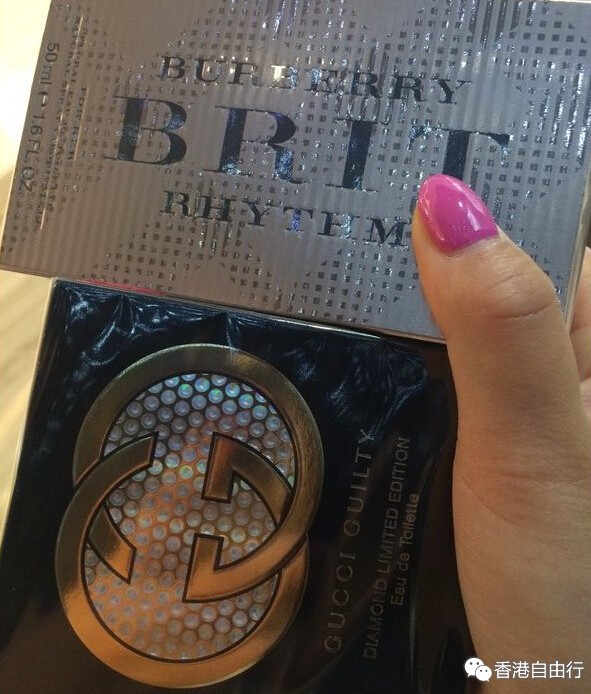 BURBERRY
BRIT
RHYTHM
50ml ℮ 1.6 FL.OZ
GUCCI GUILTY
DIAMOND LIMITED EDITION
Eau de Toilette
香港自由行